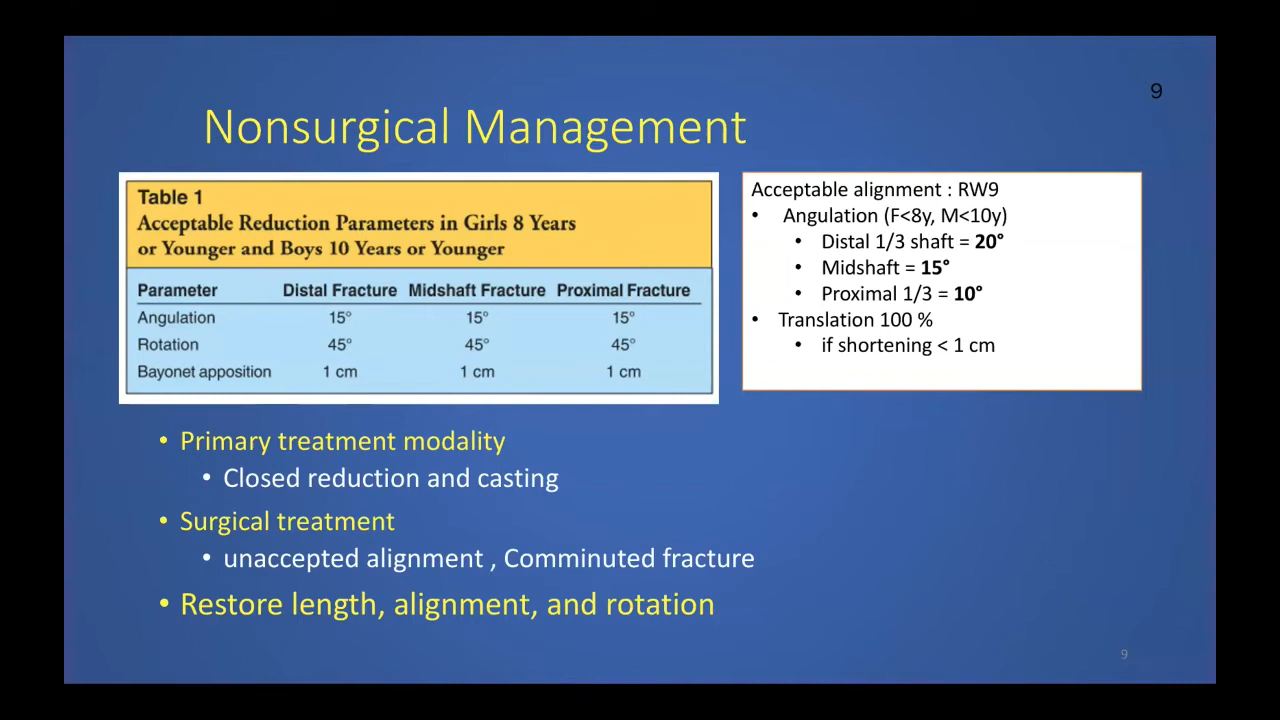 9
Nonsurgical Management
Table 1
Acceptable Reduction Parameters in Girls 8 Years
or Younger and Boys 10 Years or Younger
Parameter Distal Fracture Midshaft Fracture Proximal Fracture
Angulation 15° 15° 15°
Rotation 45° 45° 45°
Bayonet apposition 1 cm 1 cm 1 cm
Acceptable alignment : RW9
• Angulation (F<8y, M<10y)
• Distal 1/3 shaft = 20°
• Midshaft = 15°
• Proximal 1/3 = 10°
• Translation 100 %
• if shortening < 1 cm
• Primary treatment modality
• Closed reduction and casting
• Surgical treatment
• unaccepted alignment , Comminuted fracture
• Restore length, alignment, and rotation
9